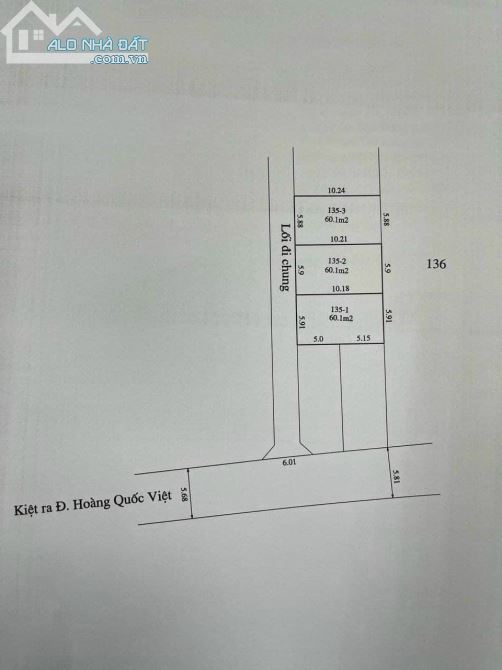 ALO NHÀ ĐẤT
.com.vn
10.24
5.88
135-3
60.1m2
5.88
10.21
Lối đi chung
5.9
135-2
60.1m2
5.9
136
10.18
5.91
135-1
60.1m2
5.91
5.0
5.15
6.01
5.68
5.81
Kiệt ra Đ. Hoàng Quốc Việt